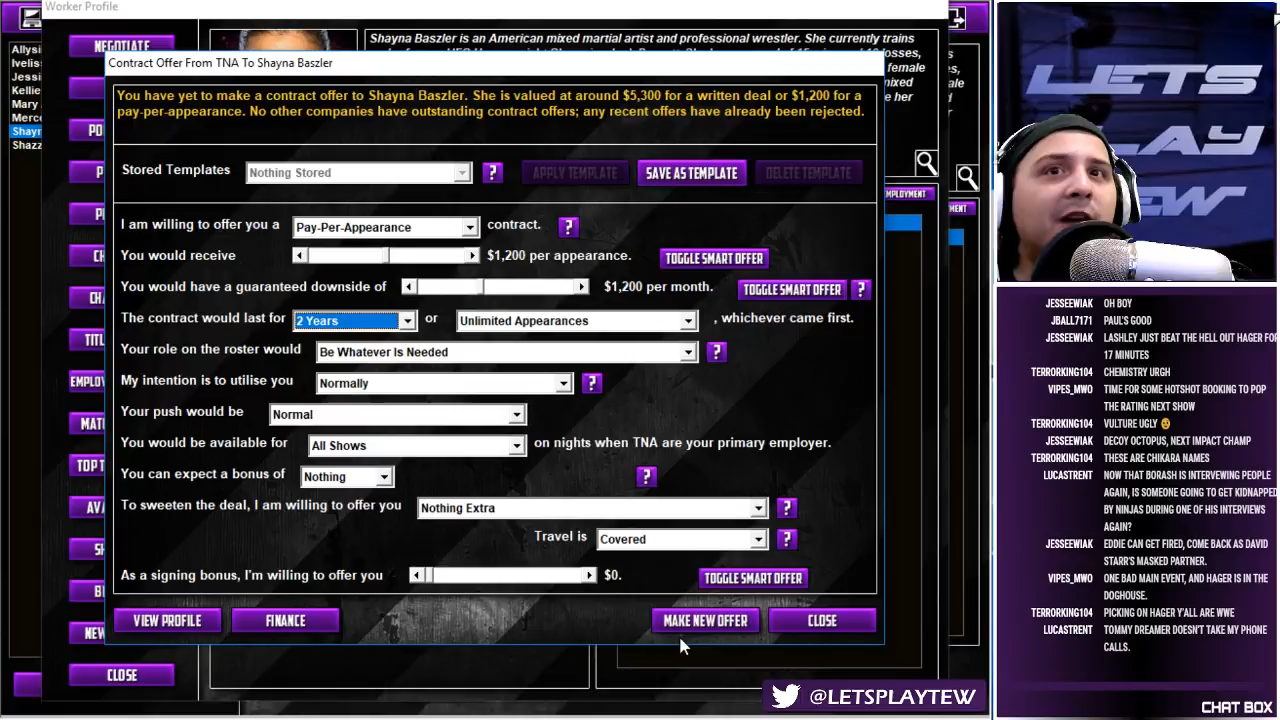 Worker Profile
NEGOTIATE
Shayna Baszler is an American mixed martial artist and professional wrestler. She currently trains
Contract Offer From TNA To Shayna Baszler
You have yet to make a contract offer to Shayna Baszler. She is valued at around $5,300 for a written deal or $1,200 for a
pay-per-appearance. No other companies have outstanding contract offers; any recent offers have already been rejected.
Stored Templates
Nothing Stored
?
APPLY TEMPLATE
SAVE AS TEMPLATE
DELETE TEMPLATE
I am willing to offer you a
Pay-Per-Appearance
contract.
?
You would receive
$1,200 per appearance.
TOGGLE SMART OFFER
You would have a guaranteed downside of
$1,200 per month.
TOGGLE SMART OFFER
?
The contract would last for
2 Years
or
Unlimited Appearances
, whichever came first.
Your role on the roster would
Be Whatever Is Needed
?
My intention is to utilise you
Normally
?
Your push would be
Normal
You would be available for
All Shows
on nights when TNA are your primary employer.
You can expect a bonus of
Nothing
?
To sweeten the deal, I am willing to offer you
Nothing Extra
?
Travel is
Covered
?
As a signing bonus, I'm willing to offer you
$0.
TOGGLE SMART OFFER
VIEW PROFILE
FINANCE
MAKE NEW OFFER
CLOSE
CLOSE
@LETSPLAYTEW
LETS
JESSEEWIAK OH BOY
JBALL7171 PAUL'S GOOD
JESSEEWIAK LASHLEY JUST BEAT THE HELL OUT HAGER FOR
17 MINUTES
TERRORKING104 CHEMISTRY URGH
VIPES_MWO TIME FOR SOME HOTSHOT BOOKING TO POP
THE RATING NEXT SHOW
TERRORKING104 VULTURE UGLY
JESSEEWIAK DECOY OCTOPUS, NEXT IMPACT CHAMP
TERRORKING104 THESE ARE CHIKARA NAMES
LUCASTRENT NOW THAT BORASH IS INTERVEWING PEOPLE
AGAIN, IS SOMEONE GOING TO GET KIDNAPPED
BY NINJAS DURING ONE OF HIS INTERVIEWS
AGAIN?
JESSEEWIAK EDDIE CAN GET FIRED, COME BACK AS DAVID
STARR'S MASKED PARTNER.
VIPES_MWO ONE BAD MAIN EVENT, AND HAGER IS IN THE
DOGHOUSE.
TERRORKING104 PICKING ON HAGER Y'ALL ARE WWE
LUCASTRENT TOMMY DREAMER DOESN'T TAKE MY PHONE
CALLS.
CHAT BOX